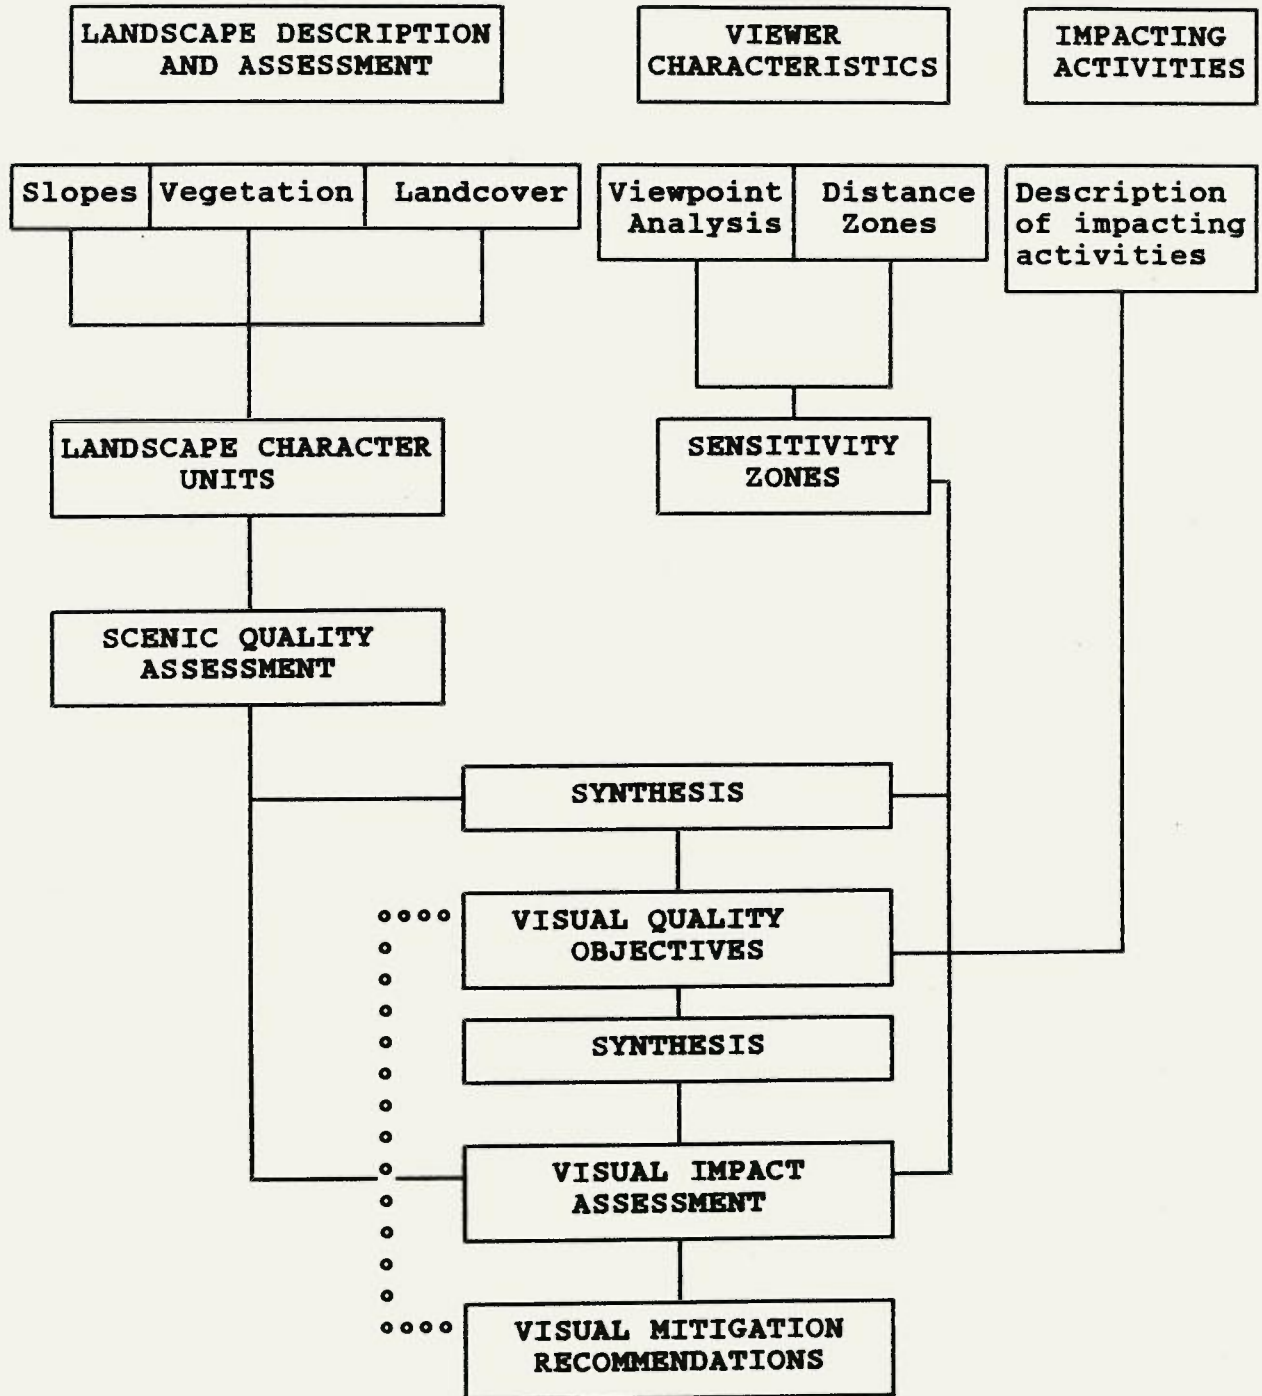 LANDSCAPE DESCRIPTION
AND ASSESSMENT
VIEWER
CHARACTERISTICS
IMPACTING
ACTIVITIES
Slopes
Vegetation
Landcover
Viewpoint
Analysis
Distance
Zones
Description
of impacting
activities
LANDSCAPE CHARACTER
UNITS
SENSITIVITY
ZONES
SCENIC QUALITY
ASSESSMENT
SYNTHESIS
VISUAL QUALITY
OBJECTIVES
SYNTHESIS
VISUAL IMPACT
ASSESSMENT
VISUAL MITIGATION
RECOMMENDATIONS